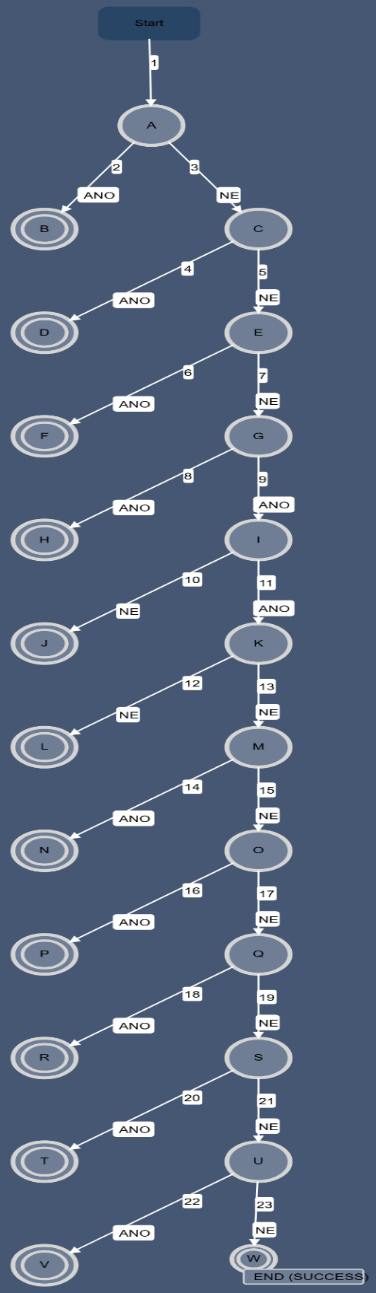 Start
1
A
2
3
ANO
NE
B
C
4
5
ANO
NE
D
E
6
7
ANO
NE
F
G
8
9
ANO
ANO
H
I
10
11
NE
ANO
J
K
12
13
NE
NE
L
M
14
15
ANO
NE
N
O
16
17
ANO
NE
P
Q
18
19
ANO
NE
R
S
20
21
ANO
NE
T
U
22
23
ANO
NE
V
W
END (SUCCESS)